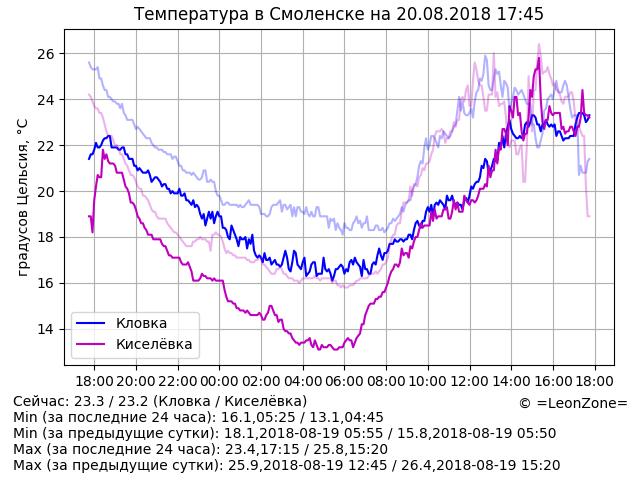 Температура в Смоленске на 20.08.2018 17:45
градусов Цельсия, °C
26
24
22
20
18
16
14
Кловка
Киселёвка
18:00 20:00 22:00 00:00 02:00 04:00 06:00 08:00 10:00 12:00 14:00 16:00 18:00
Сейчас: 23.3 / 23.2 (Кловка / Киселёвка)
© =LeonZone=
Min (за последние 24 часа): 16.1,05:25 / 13.1,04:45
Min (за предыдущие сутки): 18.1,2018-08-19 05:55 / 15.8,2018-08-19 05:50
Max (за последние 24 часа): 23.4,17:15 / 25.8,15:20
Max (за предыдущие сутки): 25.9,2018-08-19 12:45 / 26.4,2018-08-19 15:20